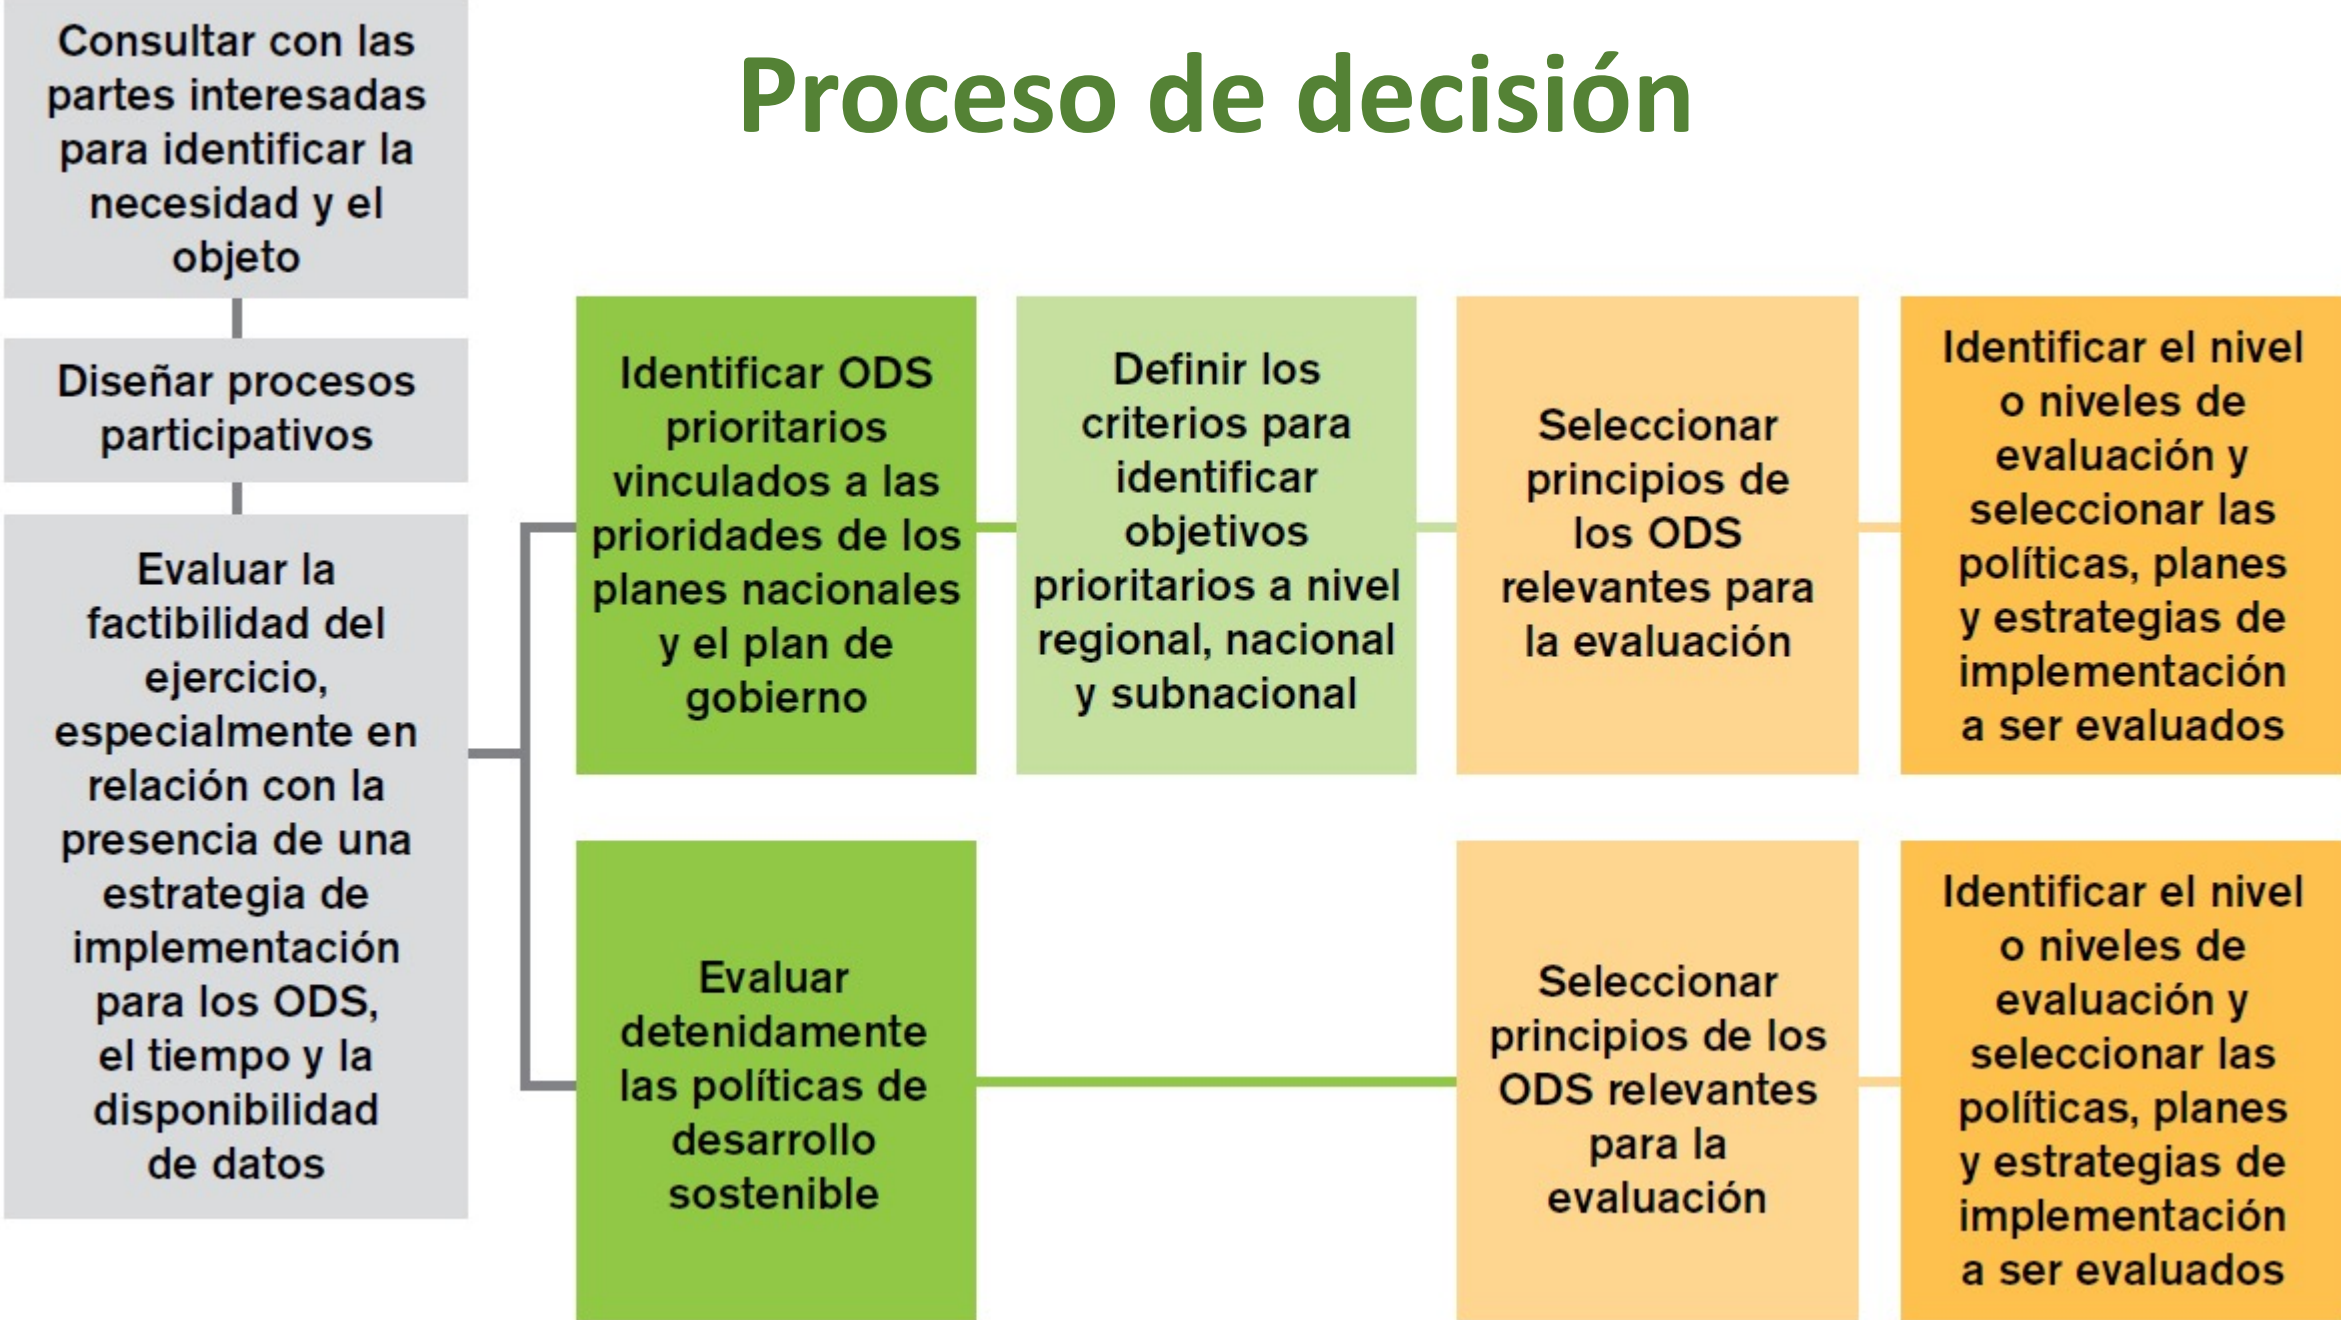 Proceso de decisión
Consultar con las
partes interesadas
para identificar la
necesidad y el
objeto
Diseñar procesos
participativos
Evaluar la
factibilidad del
ejercicio,
especialmente en
relación con la
presencia de una
estrategia de
implementación
para los ODS,
el tiempo y la
disponibilidad
de datos
Identificar ODS
prioritarios
vinculados a las
prioridades de los
planes nacionales
y el plan de
gobierno
Definir los
criterios para
identificar
objetivos
prioritarios a nivel
regional, nacional
y subnacional
Seleccionar
principios de
los ODS
relevantes para
la evaluación
Identificar el nivel
o niveles de
evaluación y
seleccionar las
políticas, planes
y estrategias de
implementación
a ser evaluados
Evaluar
detenidamente
las políticas de
desarrollo
sostenible
Seleccionar
principios de los
ODS relevantes
para la
evaluación
Identificar el nivel
o niveles de
evaluación y
seleccionar las
políticas, planes
y estrategias de
implementación
a ser evaluados